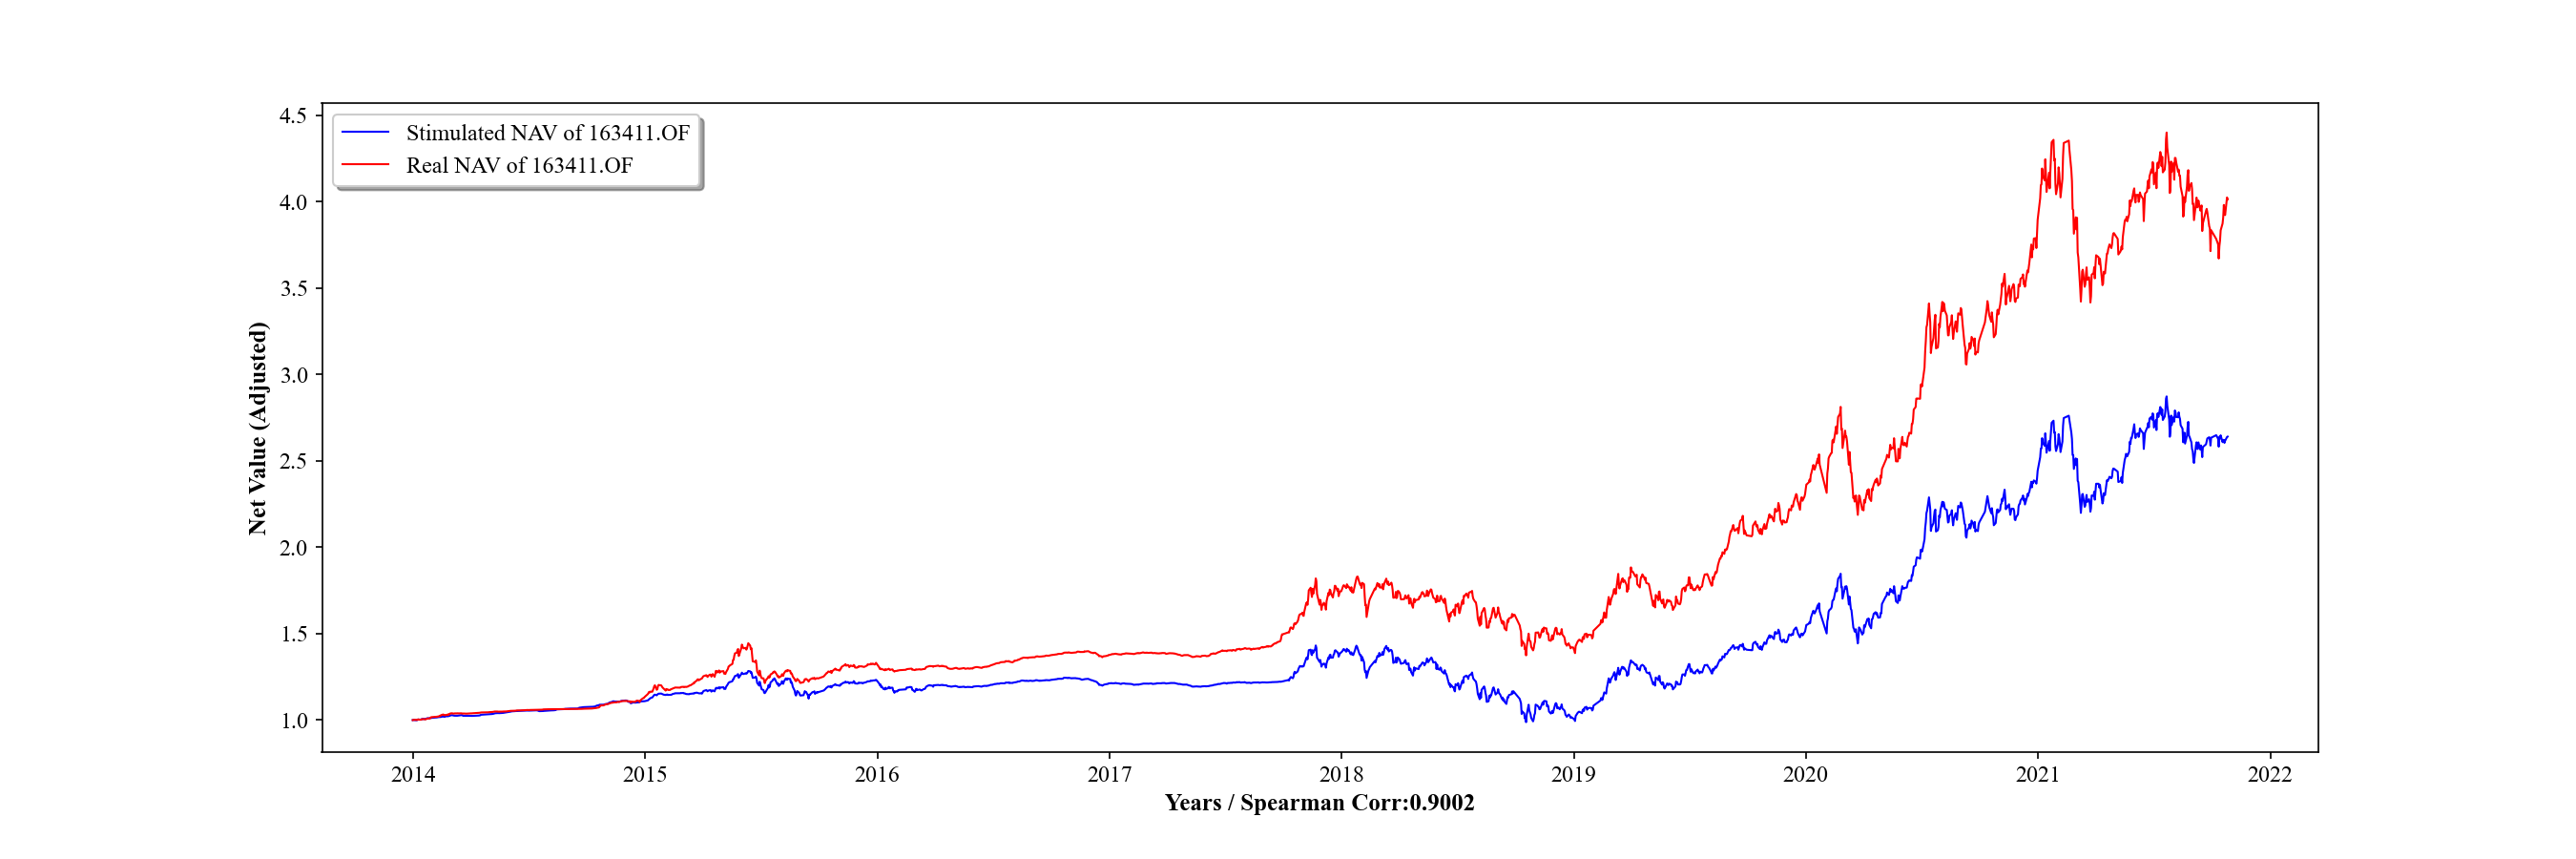 Stimulated NAV of 163411.OF
Real NAV of 163411.OF
Net Value (Adjusted)
4.5
4.0
3.5
3.0
2.5
2.0
1.5
1.0
2014 2015 2016 2017 2018 2019 2020 2021 2022
Years / Spearman Corr:0.9002